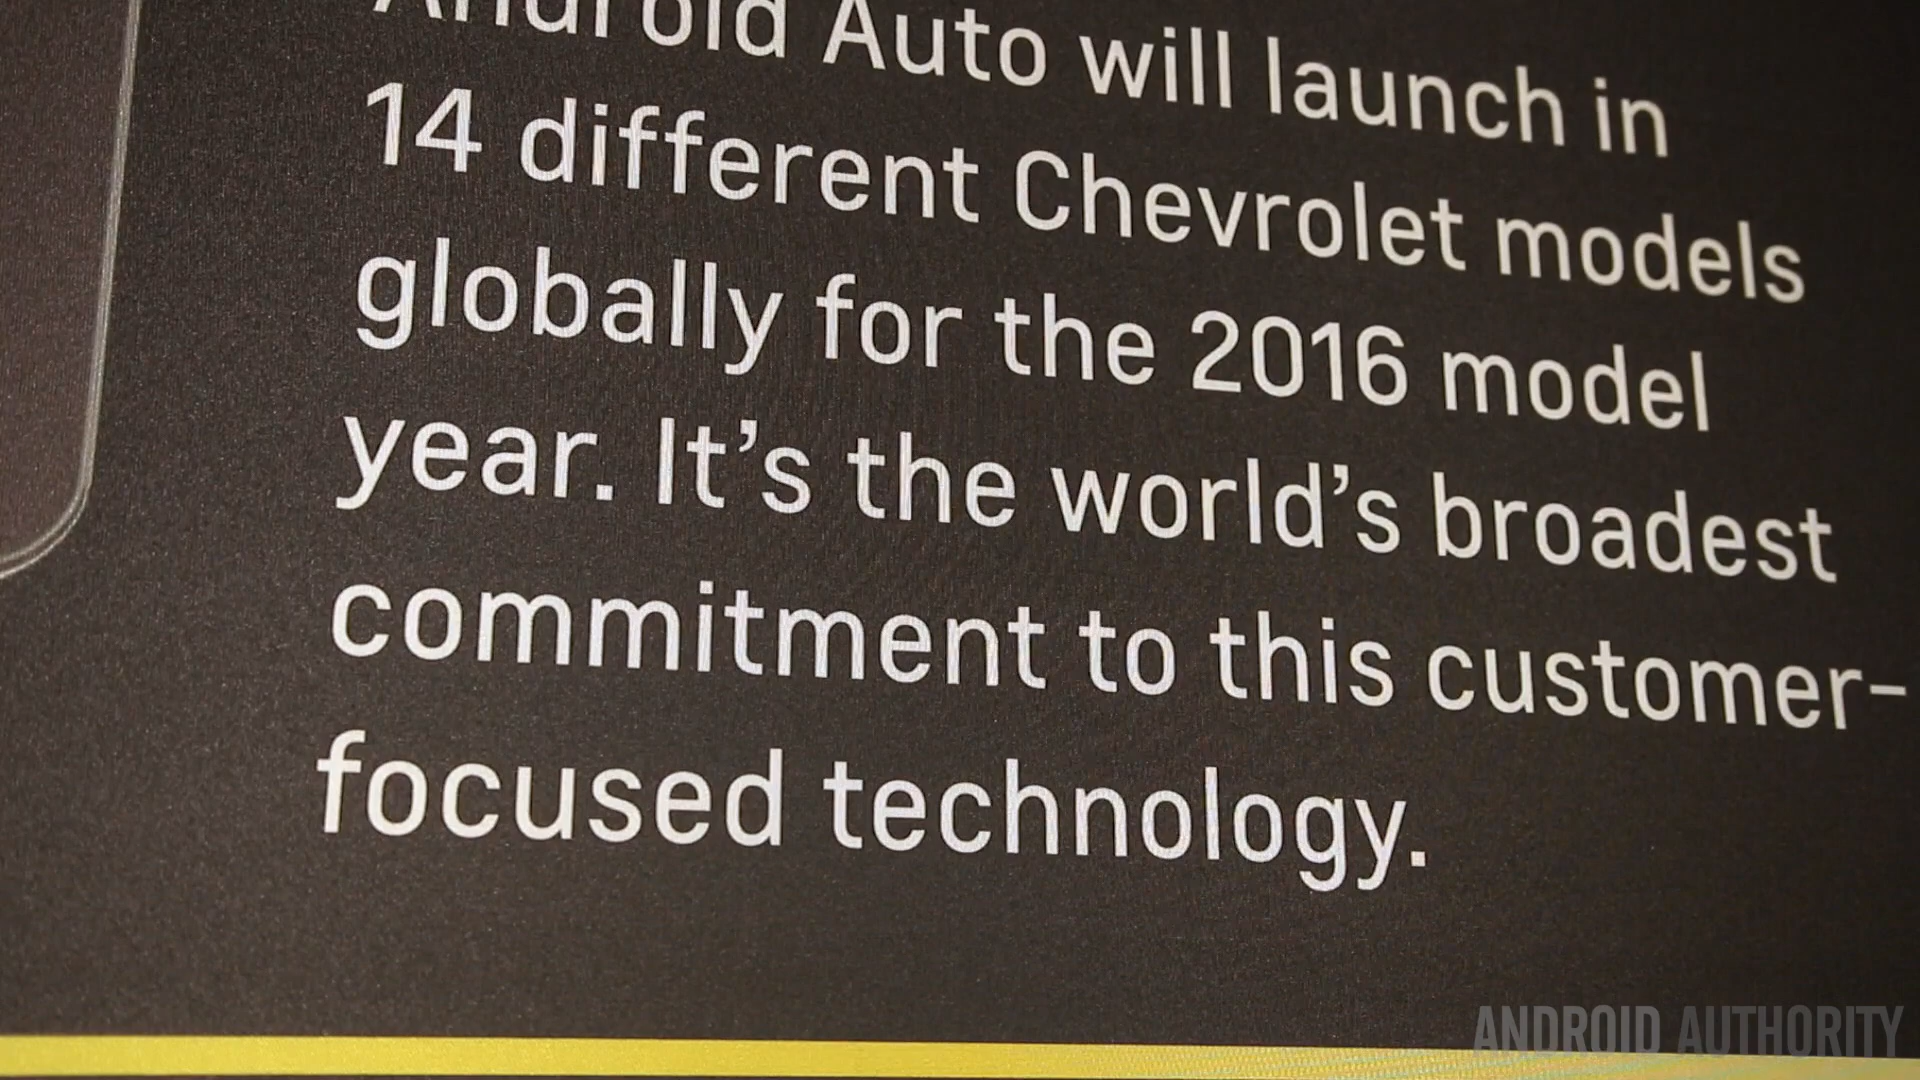 Android Auto will launch in
14 different Chevrolet models
globally for the 2016 model
year. It’s the world’s broadest
commitment to this customer-
focused technology.
ANDROID AUTHORITY